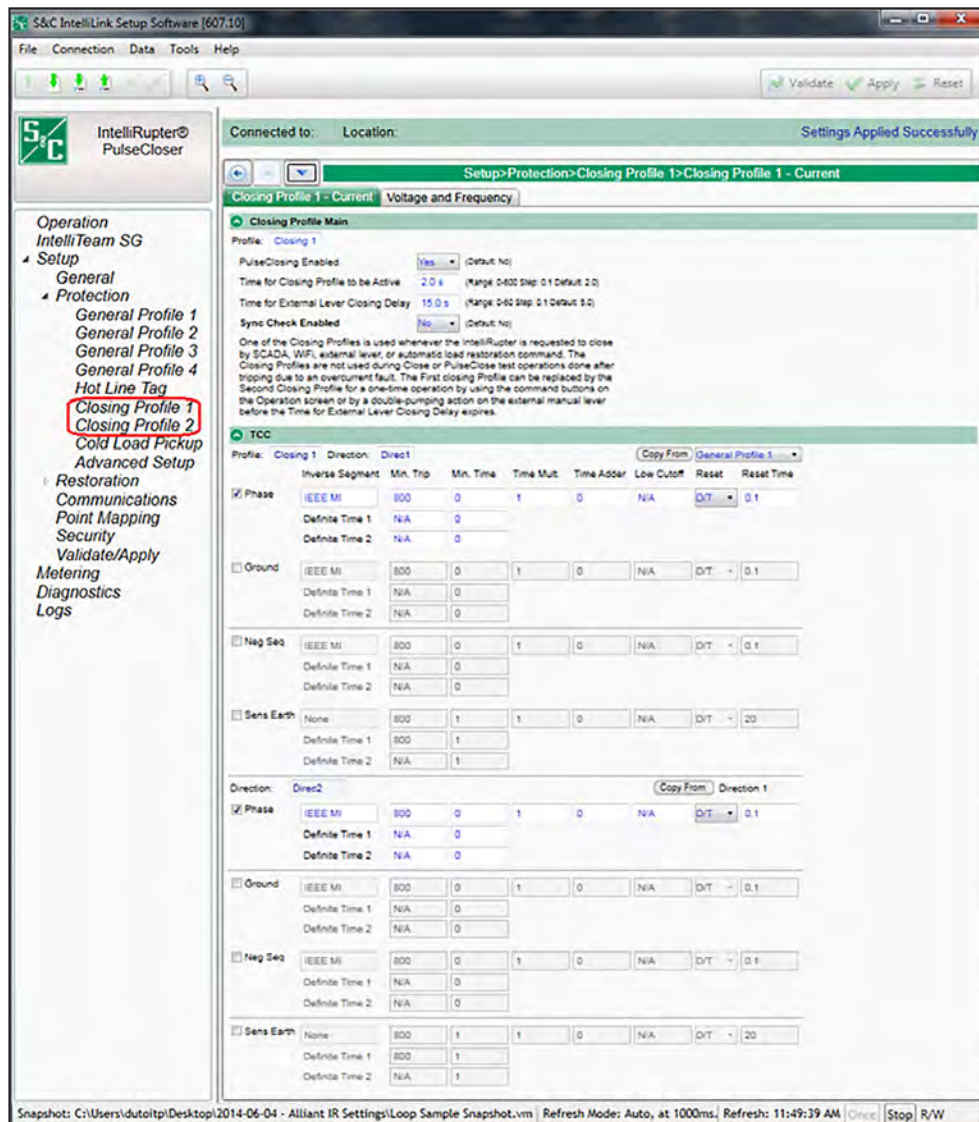 S&C IntelliLink Setup Software [607.10]
File Connection Data Tools Help
Validate Apply Reset
S&C
IntelliRupter®
PulseCloser
Connected to: Location: Settings Applied Successfully
Setup>Protection>Closing Profile 1>Closing Profile 1 - Current
Closing Profile 1 - Current Voltage and Frequency
Operation
IntelliTeam SG
Setup
General
Protection
General Profile 1
General Profile 2
General Profile 3
General Profile 4
Hot Line Tag
Closing Profile 1
Closing Profile 2
Cold Load Pickup
Advanced Setup
Restoration
Communications
Point Mapping
Security
Validate/Apply
Metering
Diagnostics
Logs
Closing Profile Main
Profile: Closing 1
PulseClosing Enabled Yes (Default: No)
Time for Closing Profile to be Active 2.0 s (Range: 0-600 Step: 0.1 Default: 2.0)
Time for External Lever Closing Delay 15.0 s (Range: 0-60 Step: 0.1 Default: 5.0)
Sync Check Enabled No (Default: No)
One of the Closing Profiles is used whenever the IntelliRupter is requested to close
by SCADA, WiFi, external lever, or automatic load restoration command. The
Closing Profiles are not used during Close or PulseClose test operations done after
tripping due to an overcurrent fault. The First closing Profile can be replaced by the
Second Closing Profile for a one-time operation by using the command buttons on
the Operation screen or by a double-pumping action on the external manual lever
before the Time for External Lever Closing Delay expires.
TCC
Profile: Closing 1 Direction: Direc1 Copy From General Profile 1
Inverse Segment Min. Trip Min. Time Time Mult. Time Adder Low Cutoff Reset Reset Time
Phase IEEE MI 800 0 1 0 N/A D/T 0.1
Definite Time 1 N/A 0
Definite Time 2 N/A 0
Ground IEEE MI 800 0 1 0 N/A D/T 0.1
Definite Time 1 N/A 0
Definite Time 2 N/A 0
Neg Seq IEEE MI 800 0 1 0 N/A D/T 0.1
Definite Time 1 N/A 0
Definite Time 2 N/A 0
Sens Earth None 800 1 1 0 N/A D/T 20
Definite Time 1 800 1
Definite Time 2 N/A 1
Direction: Direc2 Copy From Direction 1
Phase IEEE MI 800 0 1 0 N/A D/T 0.1
Definite Time 1 N/A 0
Definite Time 2 N/A 0
Ground IEEE MI 800 0 1 0 N/A D/T 0.1
Definite Time 1 N/A 0
Definite Time 2 N/A 0
Neg Seq IEEE MI 800 0 1 0 N/A D/T 0.1
Definite Time 1 N/A 0
Definite Time 2 N/A 0
Sens Earth None 800 1 1 0 N/A D/T 20
Definite Time 1 800 1
Definite Time 2 N/A 1
Snapshot: C:\Users\dutoitp\Desktop\2014-06-04 - Alliant IR Settings\Loop Sample Snapshot.vm Refresh Mode: Auto, at 1000ms. Refresh: 11:49:39 AM Once Stop R/W